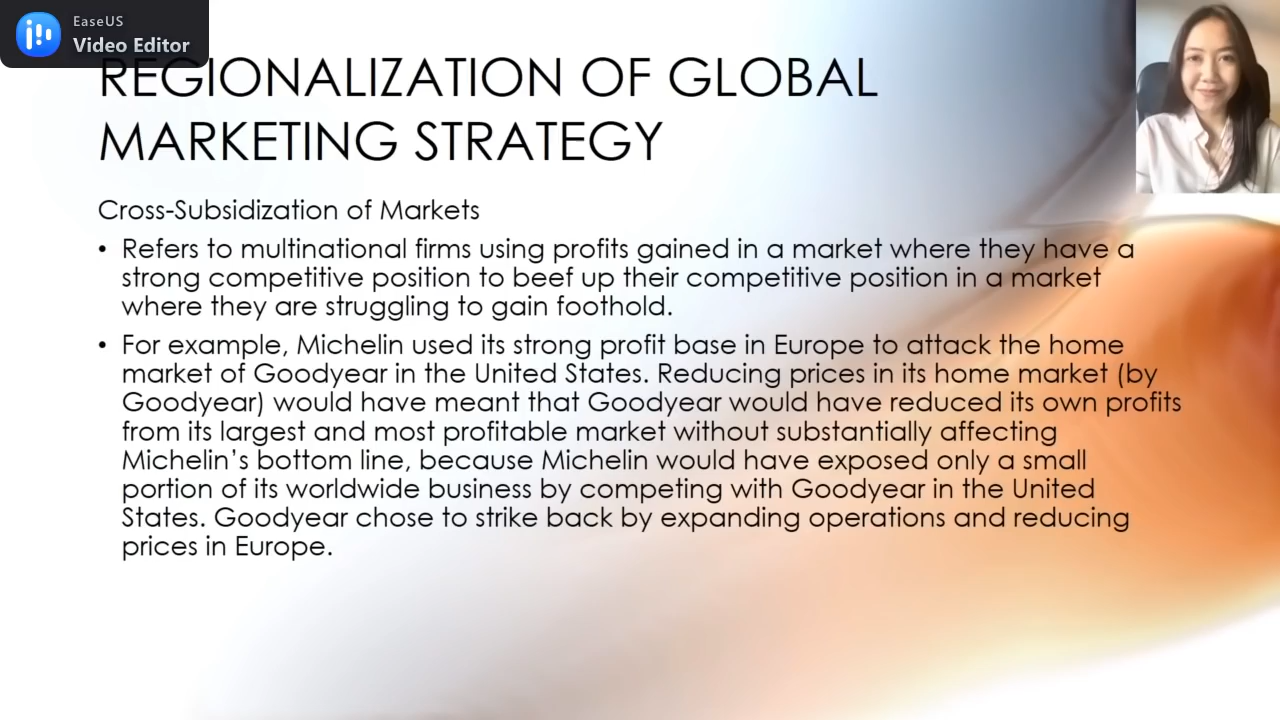 EaseUS
Video Editor
REGIONALIZATION OF GLOBAL
MARKETING STRATEGY
Cross-Subsidization of Markets
• Refers to multinational firms using profits gained in a market where they have a
strong competitive position to beef up their competitive position in a market
where they are struggling to gain foothold.
• For example, Michelin used its strong profit base in Europe to attack the home
market of Goodyear in the United States. Reducing prices in its home market (by
Goodyear) would have meant that Goodyear would have reduced its own profits
from its largest and most profitable market without substantially affecting
Michelin’s bottom line, because Michelin would have exposed only a small
portion of its worldwide business by competing with Goodyear in the United
States. Goodyear chose to strike back by expanding operations and reducing
prices in Europe.